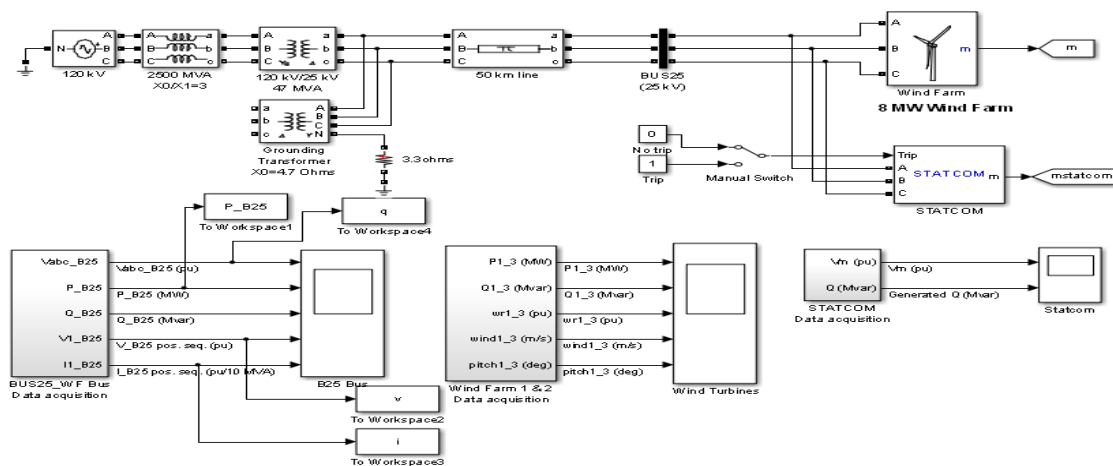 N
A
B
C
120 kV
A
B
C
a
b
c
2500 MVA
X0/X1=3
A
B
C
a
b
c
120 kV/25 kV
47 MVA
a
b
c
A
B
C
N
Grounding
Transformer
X0=4.7 Ohms
3.3ohms
A
B
C
a
b
c
50 km line
BUS25
(25 kV)
A
B
C
m
Wind Farm
8 MW Wind Farm
m
0
No trip
1
Trip
Manual Switch
Trip
A
B
C
STATCOM
m
STATCOM
mstatcom
P_B25
To Workspace1
q
To Workspace4
Vabc_B25
P_B25
Q_B25
V1_B25
I1_B25
BUS25_WF Bus
Data acquisition
Vabc_B25 (pu)
P_B25 (MW)
Q_B25 (Mvar)
V_B25 pos. seq. (pu)
I_B25 pos. seq. (pu/10 MVA)
B25 Bus
v
To Workspace2
i
To Workspace3
P1_3 (MW)
Q1_3 (Mvar)
wr1_3 (pu)
wind1_3 (m/s)
pitch1_3 (deg)
Wind Farm 1 & 2
Data acquisition
P1_3 (MW)
Q1_3 (Mvar)
wr1_3 (pu)
wind1_3 (m/s)
pitch1_3 (deg)
Wind Turbines
Vm (pu)
Q (Mvar)
STATCOM
Data acquisition
Vm (pu)
Generated Q (Mvar)
Statcom